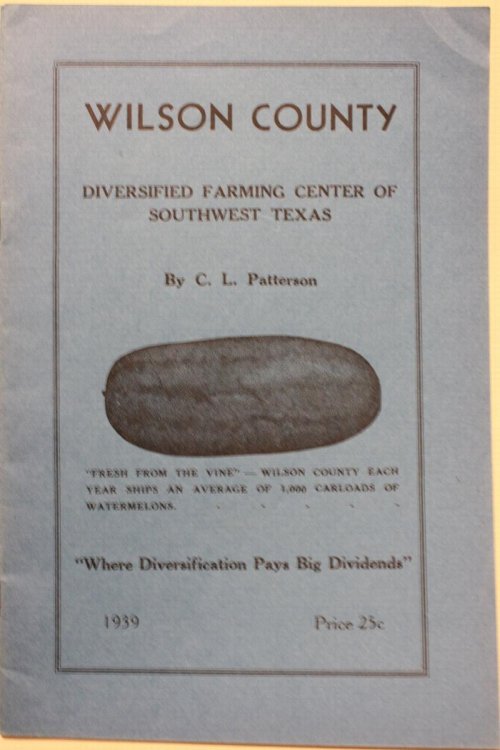 WILSON COUNTY
DIVERSIFIED FARMING CENTER OF
SOUTHWEST TEXAS
By C. L. Patterson
"FRESH FROM THE VINE" — WILSON COUNTY EACH
YEAR SHIPS AN AVERAGE OF 1,000 CARLOADS OF
WATERMELONS.
"Where Diversification Pays Big Dividends"
1939 Price 25c